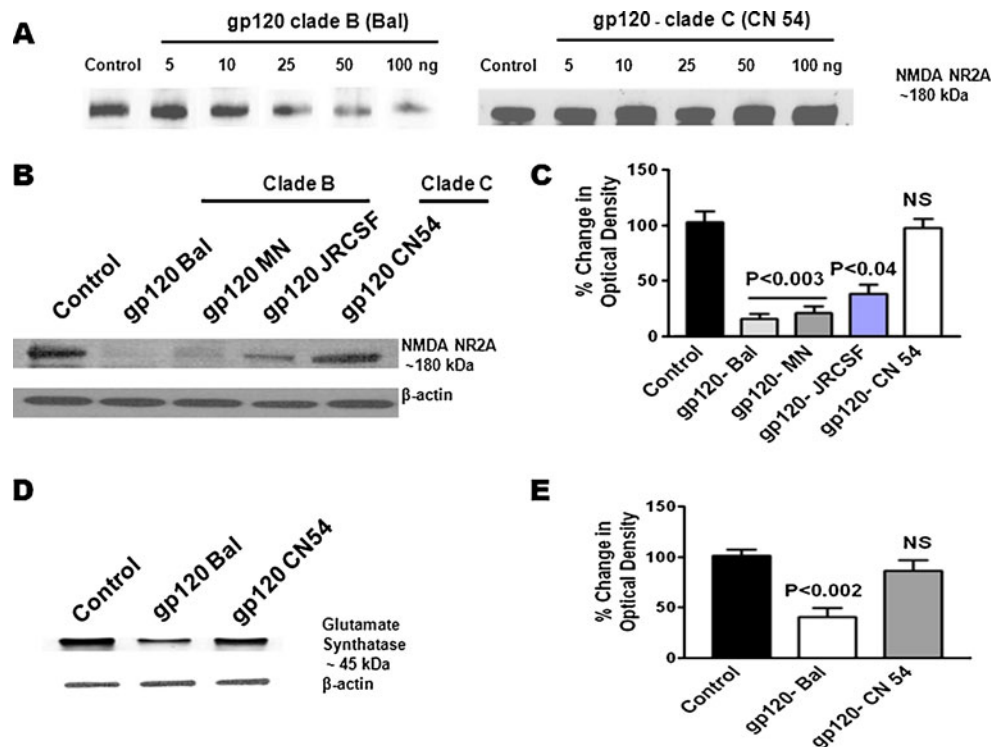 A
gp120 clade B (Bal)
Control 5 10 25 50 100 ng
gp120 - clade C (CN 54)
Control 5 10 25 50 100 ng
NMDA NR2A
~180 kDa
B
Clade B
Clade C
Control
gp120 Bal
gp120 MN
gp120 JRCSF
gp120 CN54
NMDA NR2A
~180 kDa
β-actin
C
% Change in
Optical Density
150
100
50
0
P<0.003
P<0.04
NS
Control
gp120- Bal
gp120- MN
gp120- JRCSF
gp120- CN 54
D
Control
gp120 Bal
gp120 CN54
Glutamate
Synthatase
~ 45 kDa
β-actin
E
% Change in
Optical Density
150
100
50
0
P<0.002
NS
Control
gp120- Bal
gp120- CN 54